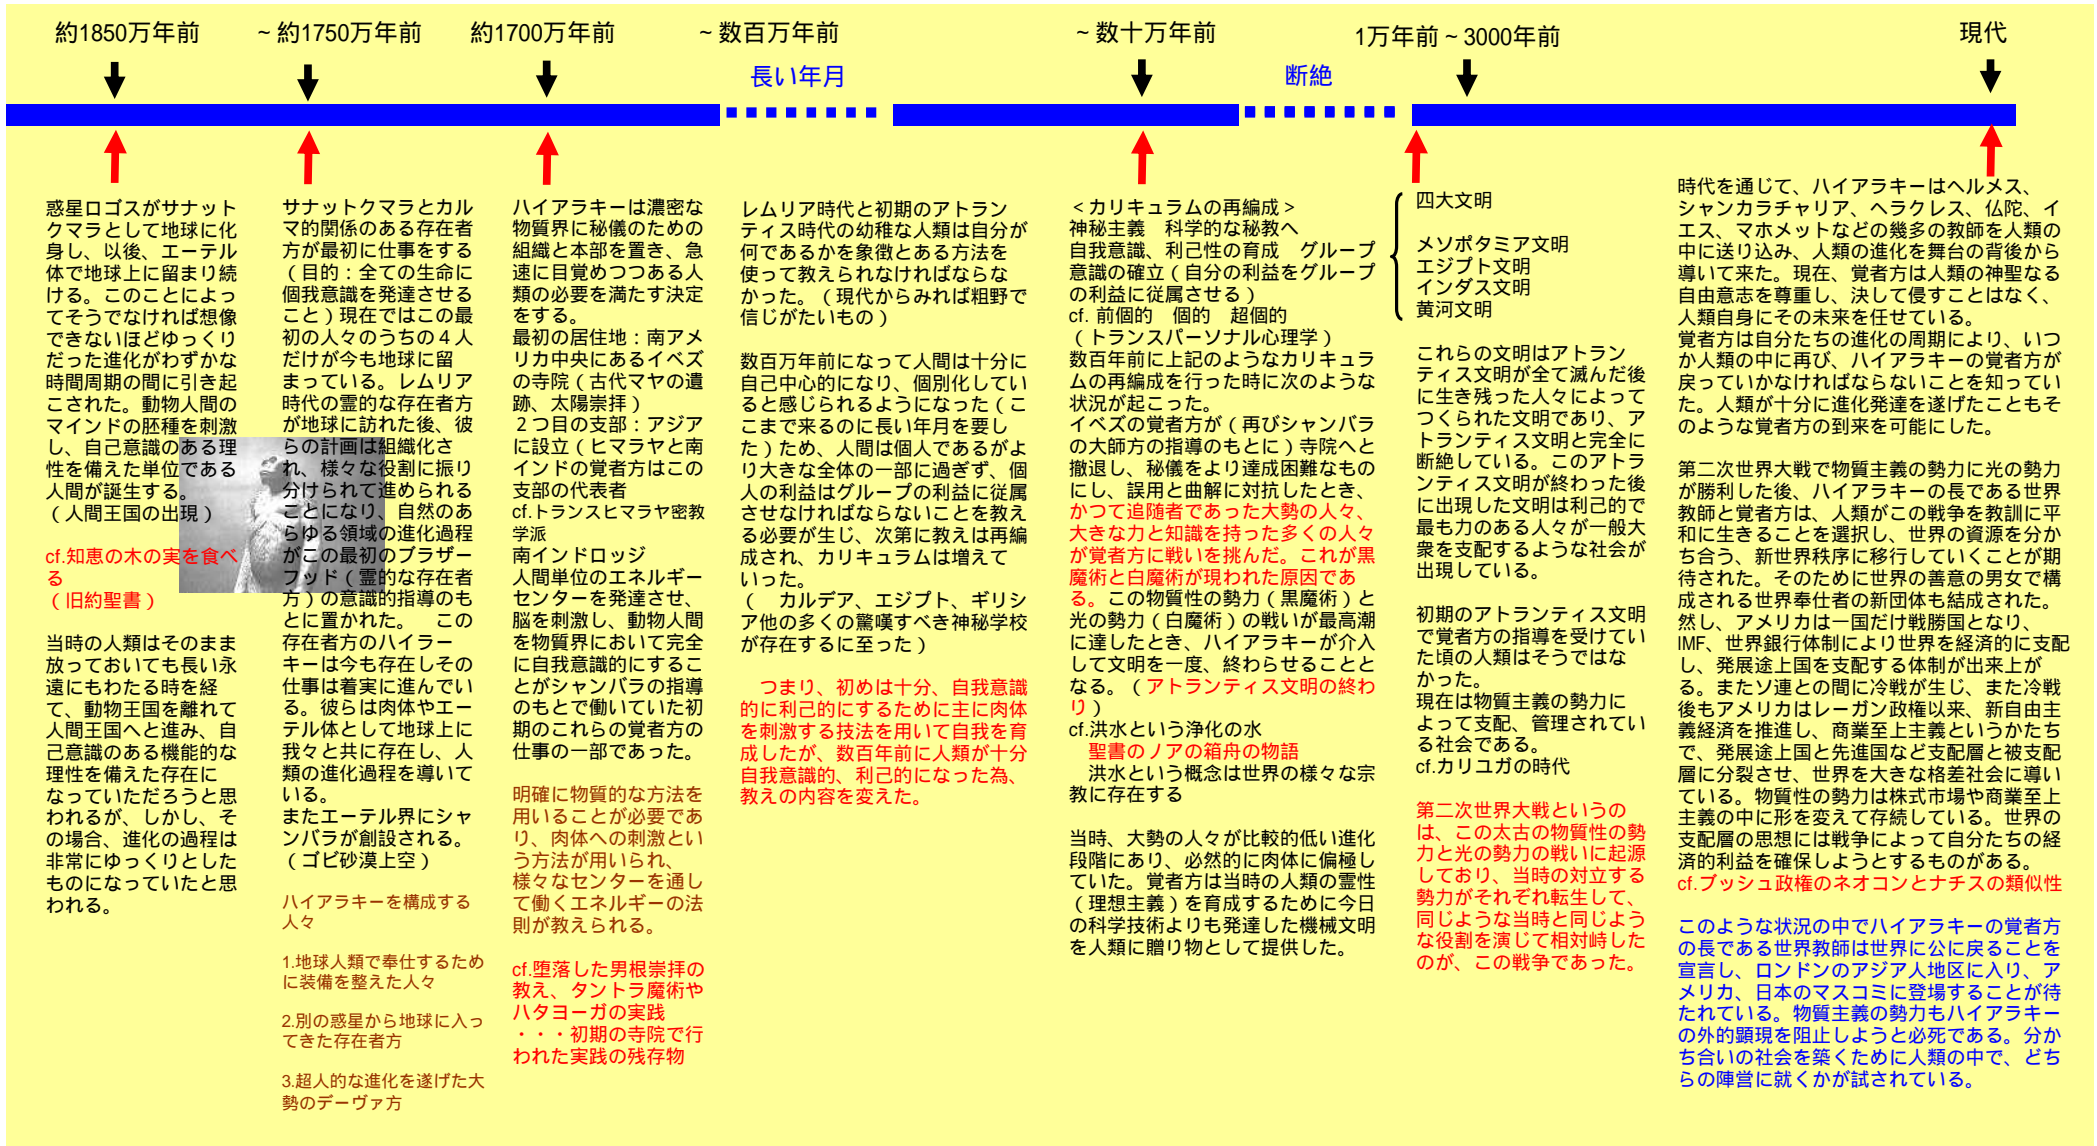 約1850万年前
~ 約1750万年前
約1700万年前
~ 数百万年前
~ 数十万年前
1万年前 ~ 3000年前
現代
長い年月
断絶
惑星ロゴスがサナット
クマラとして地球に化
身し、以後、エーテル
体で地球上に留まり続
ける。このことによっ
てそうでなければ想像
できないほどゆっくり
だった進化がわずかな
時間周期の間に引き起
こされた。動物人間の
マインドの胚種を刺激
し、自己意識のある理
性を備えた単位である
人間が誕生する。
（人間王国の出現）
cf.知恵の木の実を食べ
る
（旧約聖書）
当時の人類はそのまま
放っておいても長い永
遠にもわたる時を経
て、動物王国を離れて
人間王国へと進み、自
己意識のある機能的な
理性を備えた存在に
なっていただろうと思
われるが、しかし、そ
の場合、進化の過程は
非常にゆっくりとした
ものになっていたと思
われる。
サナットクマラとカル
マ的関係のある存在者
方が最初に仕事をする
（目的：全ての生命に
個我意識を発達させる
こと）現在ではこの最
初の人々のうちの４人
だけが今も地球に留
まっている。レムリア
時代の霊的な存在者方
が地球に訪れた後、彼
らの計画は組織化さ
れ、様々な役割に振り
分けられて進められる
ことになり、自然のあ
らゆる領域の進化過程
がこの最初のブラザー
フッド（霊的な存在者
方）の意識的指導のも
とに置かれた。　この
存在者方のハイラー
キーは今も存在しその
仕事は着実に進んでい
る。彼らは肉体やエー
テル体として地球上に
我々と共に存在し、人
類の進化過程を導いて
いる。
またエーテル界にシャ
ンバラが創設される。
（ゴビ砂漠上空）
ハイアラキーを構成する
人々
1.地球人類で奉仕するため
に装備を整えた人々
2.別の惑星から地球に入っ
てきた存在者方
3.超人的な進化を遂げた大
勢のデーヴァ方
ハイアラキーは濃密な
物質界に秘儀のための
組織と本部を置き、急
速に目覚めつつある人
類の必要を満たす決定
をする。
最初の居住地：南アメ
リカ中央にあるイベズ
の寺院（古代マヤの遺
跡、太陽崇拝）
２つ目の支部：アジア
に設立（ヒマラヤと南
インドの覚者方はこの
支部の代表者
cf.トランスヒマラヤ密教
学派
南インドロッジ
人間単位のエネルギー
センターを発達させ、
脳を刺激し、動物人間
を物質界において完全
に自我意識的にするこ
とがシャンバラの指導
のもとで働いていた初
期のこれらの覚者方の
仕事の一部であった。
明確に物質的な方法を
用いることが必要であ
り、肉体への刺激とい
う方法が用いられ、
様々なセンターを通し
て働くエネルギーの法
則が教えられる。
cf.堕落した男根崇拝の
教え、タントラ魔術や
ハタヨーガの実践
・・・初期の寺院で行
われた実践の残存物
レムリア時代と初期のアトラン
ティス時代の幼稚な人類は自分が
何であるかを象徴とある方法を
使って教えられなければならな
かった。（現代からみれば粗野で
信じがたいもの）
数百万年前になって人間は十分に
自己中心的になり、個別化してい
ると感じられるようになった（こ
こまで来るのに長い年月を要し
た）ため、人間は個人であるがよ
り大きな全体の一部に過ぎず、個
人の利益はグループの利益に従属
させなければならないことを教え
る必要が生じ、次第に教えは再編
成され、カリキュラムは増えて
いった。
（　カルデア、エジプト、ギリシ
ア他の多くの驚嘆すべき神秘学校
が存在するに至った）
つまり、初めは十分、自我意識
的に利己的にするために主に肉体
を刺激する技法を用いて自我を育
成したが、数百年前に人類が十分
自我意識的、利己的になった為、
教えの内容を変えた。
＜カリキュラムの再編成＞
神秘主義　科学的な秘教へ
自我意識、利己性の育成　グループ
意識の確立（自分の利益をグループ
の利益に従属させる）
cf. 前個的　個的　超個的
（トランスパーソナル心理学）
数百年前に上記のようなカリキュラ
ムの再編成を行った時に次のような
状況が起こった。
イベズの覚者方が（再びシャンバラ
の大師方の指導のもとに）寺院へと
撤退し、秘儀をより達成困難なもの
にし、誤用と曲解に対抗したとき、
かつて追随者であった大勢の人々、
大きな力と知識を持った多くの人々
が覚者方に戦いを挑んだ。これが黒
魔術と白魔術が現われた原因であ
る。この物質性の勢力（黒魔術）と
光の勢力（白魔術）の戦いが最高潮
に達したとき、ハイアラキーが介入
して文明を一度、終わらせることと
なる。（アトランティス文明の終わ
り）
cf.洪水という浄化の水
聖書のノアの箱舟の物語
洪水という概念は世界の様々な宗
教に存在する
当時、大勢の人々が比較的低い進化
段階にあり、必然的に肉体に偏極し
ていた。覚者方は当時の人類の霊性
（理想主義）を育成するために今日
の科学技術よりも発達した機械文明
を人類に贈り物として提供した。
四大文明
メソポタミア文明
エジプト文明
インダス文明
黄河文明
これらの文明はアトラン
ティス文明が全て滅んだ後
に生き残った人々によって
つくられた文明であり、ア
トランティス文明と完全に
断絶している。このアトラ
ンティス文明が終わった後
に出現した文明は利己的で
最も力のある人々が一般大
衆を支配するような社会が
出現している。
初期のアトランティス文明
で覚者方の指導を受けてい
た頃の人類はそうではな
かった。
現在は物質主義の勢力に
よって支配、管理されてい
る社会である。
cf.カリユガの時代
第二次世界大戦というの
は、この太古の物質性の勢
力と光の勢力の戦いに起源
しており、当時の対立する
勢力がそれぞれ転生して、
同じような当時と同じよう
な役割を演じて相対峙した
のが、この戦争であった。
時代を通じて、ハイアラキーはヘルメス、
シャンカラチャリア、ヘラクレス、仏陀、イ
エス、マホメットなどの幾多の教師を人類の
中に送り込み、人類の進化を舞台の背後から
導いて来た。現在、覚者方は人類の神聖なる
自由意志を尊重し、決して侵すことはなく、
人類自身にその未来を任せている。
覚者方は自分たちの進化の周期により、いつ
か人類の中に再び、ハイアラキーの覚者方が
戻っていかなければならないことを知ってい
た。人類が十分に進化発達を遂げたこともそ
のような覚者方の到来を可能にした。
第二次世界大戦で物質主義の勢力に光の勢力
が勝利した後、ハイアラキーの長である世界
教師と覚者方は、人類がこの戦争を教訓に平
和に生きることを選択し、世界の資源を分か
ち合う、新世界秩序に移行していくことが期
待された。そのために世界の善意の男女で構
成される世界奉仕者の新団体も結成された。
然し、アメリカは一国だけ戦勝国となり、
IMF、世界銀行体制により世界を経済的に支配
し、発展途上国を支配する体制が出来上が
る。またソ連との間に冷戦が生じ、また冷戦
後もアメリカはレーガン政権以来、新自由主
義経済を推進し、商業至上主義というかたち
で、発展途上国と先進国など支配層と被支配
層に分裂させ、世界を大きな格差社会に導い
ている。物質性の勢力は株式市場や商業至上
主義の中に形を変えて存続している。世界の
支配層の思想には戦争によって自分たちの経
済的利益を確保しようとするものがある。
cf.ブッシュ政権のネオコンとナチスの類似性
このような状況の中でハイアラキーの覚者方
の長である世界教師は世界に公に戻ることを
宣言し、ロンドンのアジア人地区に入り、ア
メリカ、日本のマスコミに登場することが待
たれている。物質主義の勢力もハイアラキー
の外的顕現を阻止しようと必死である。分か
ち合いの社会を築くために人類の中で、どち
らの陣営に就くかが試されている。